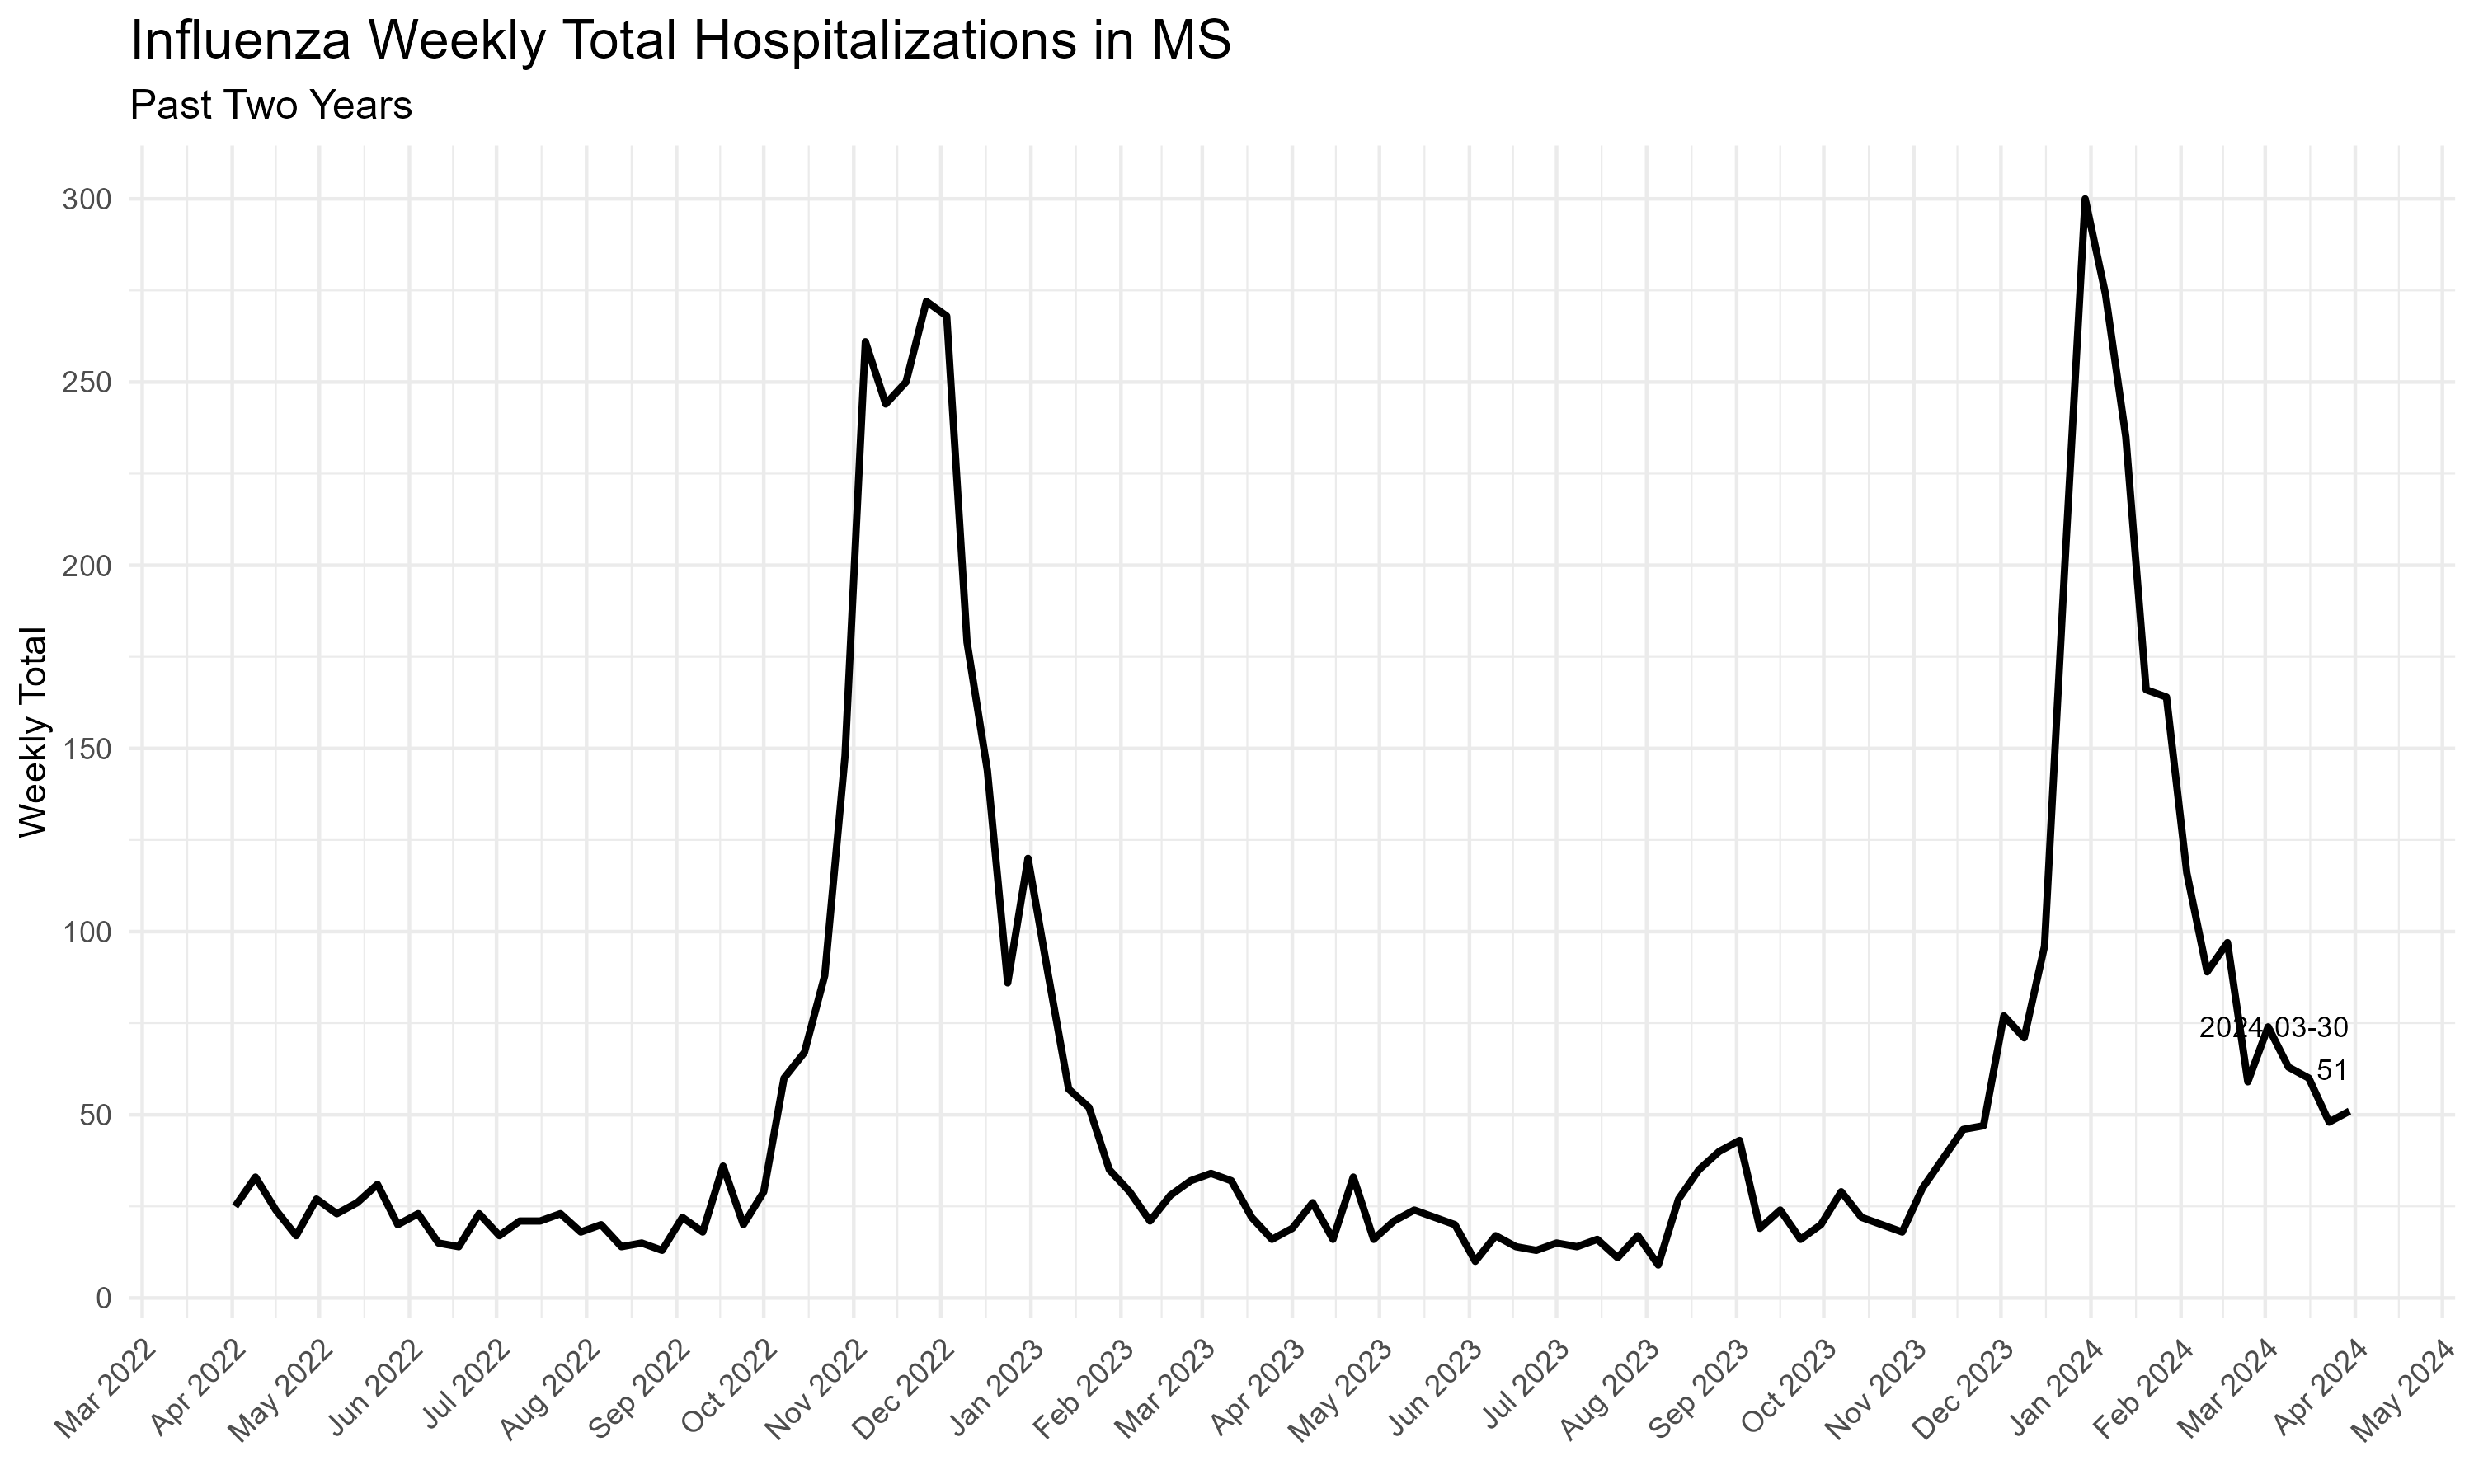 Influenza Weekly Total Hospitalizations in MS
Past Two Years
Weekly Total
300
250
200
150
100
50
0
2024-03-30
51
Mar 2022
Apr 2022
May 2022
Jun 2022
Jul 2022
Aug 2022
Sep 2022
Oct 2022
Nov 2022
Dec 2022
Jan 2023
Feb 2023
Mar 2023
Apr 2023
May 2023
Jun 2023
Jul 2023
Aug 2023
Sep 2023
Oct 2023
Nov 2023
Dec 2023
Jan 2024
Feb 2024
Mar 2024
Apr 2024
May 2024